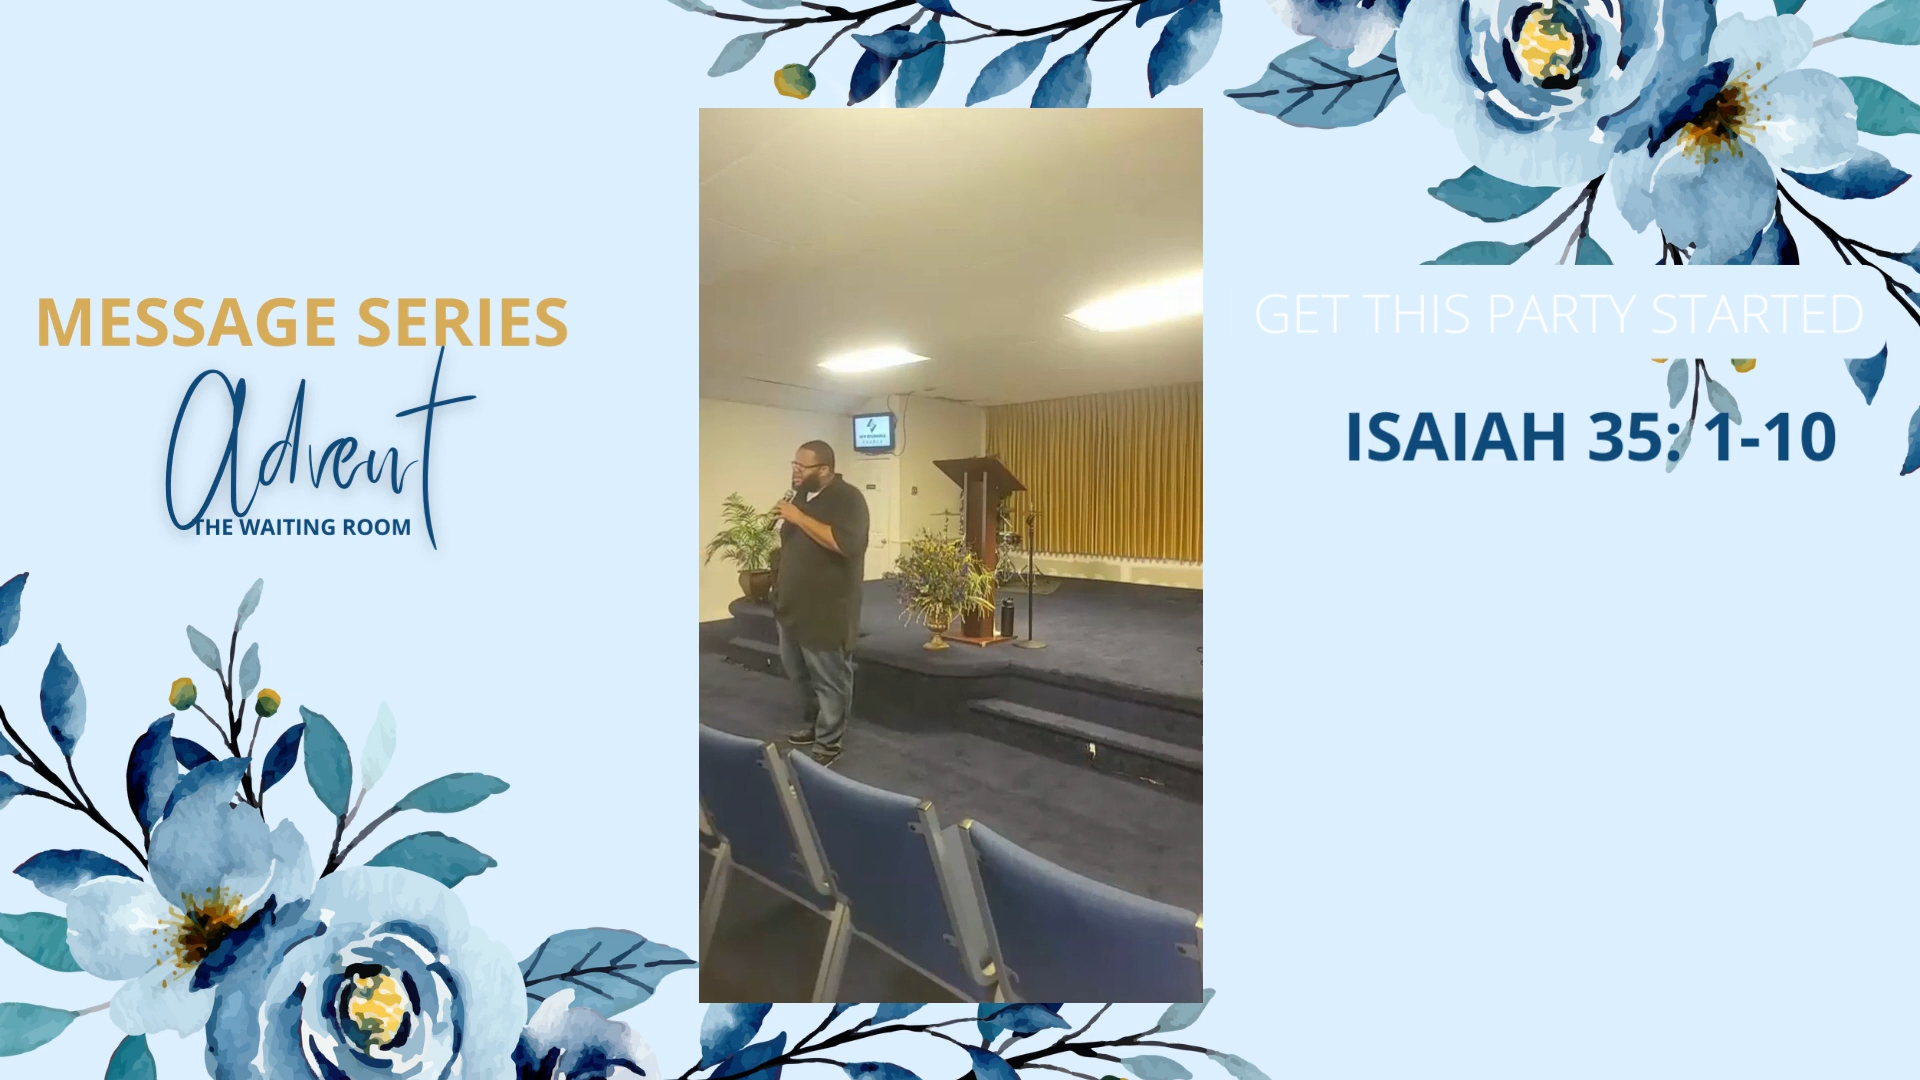 MESSAGE SERIES
Advent
THE WAITING ROOM
GET THIS PARTY STARTED
ISAIAH 35: 1-10